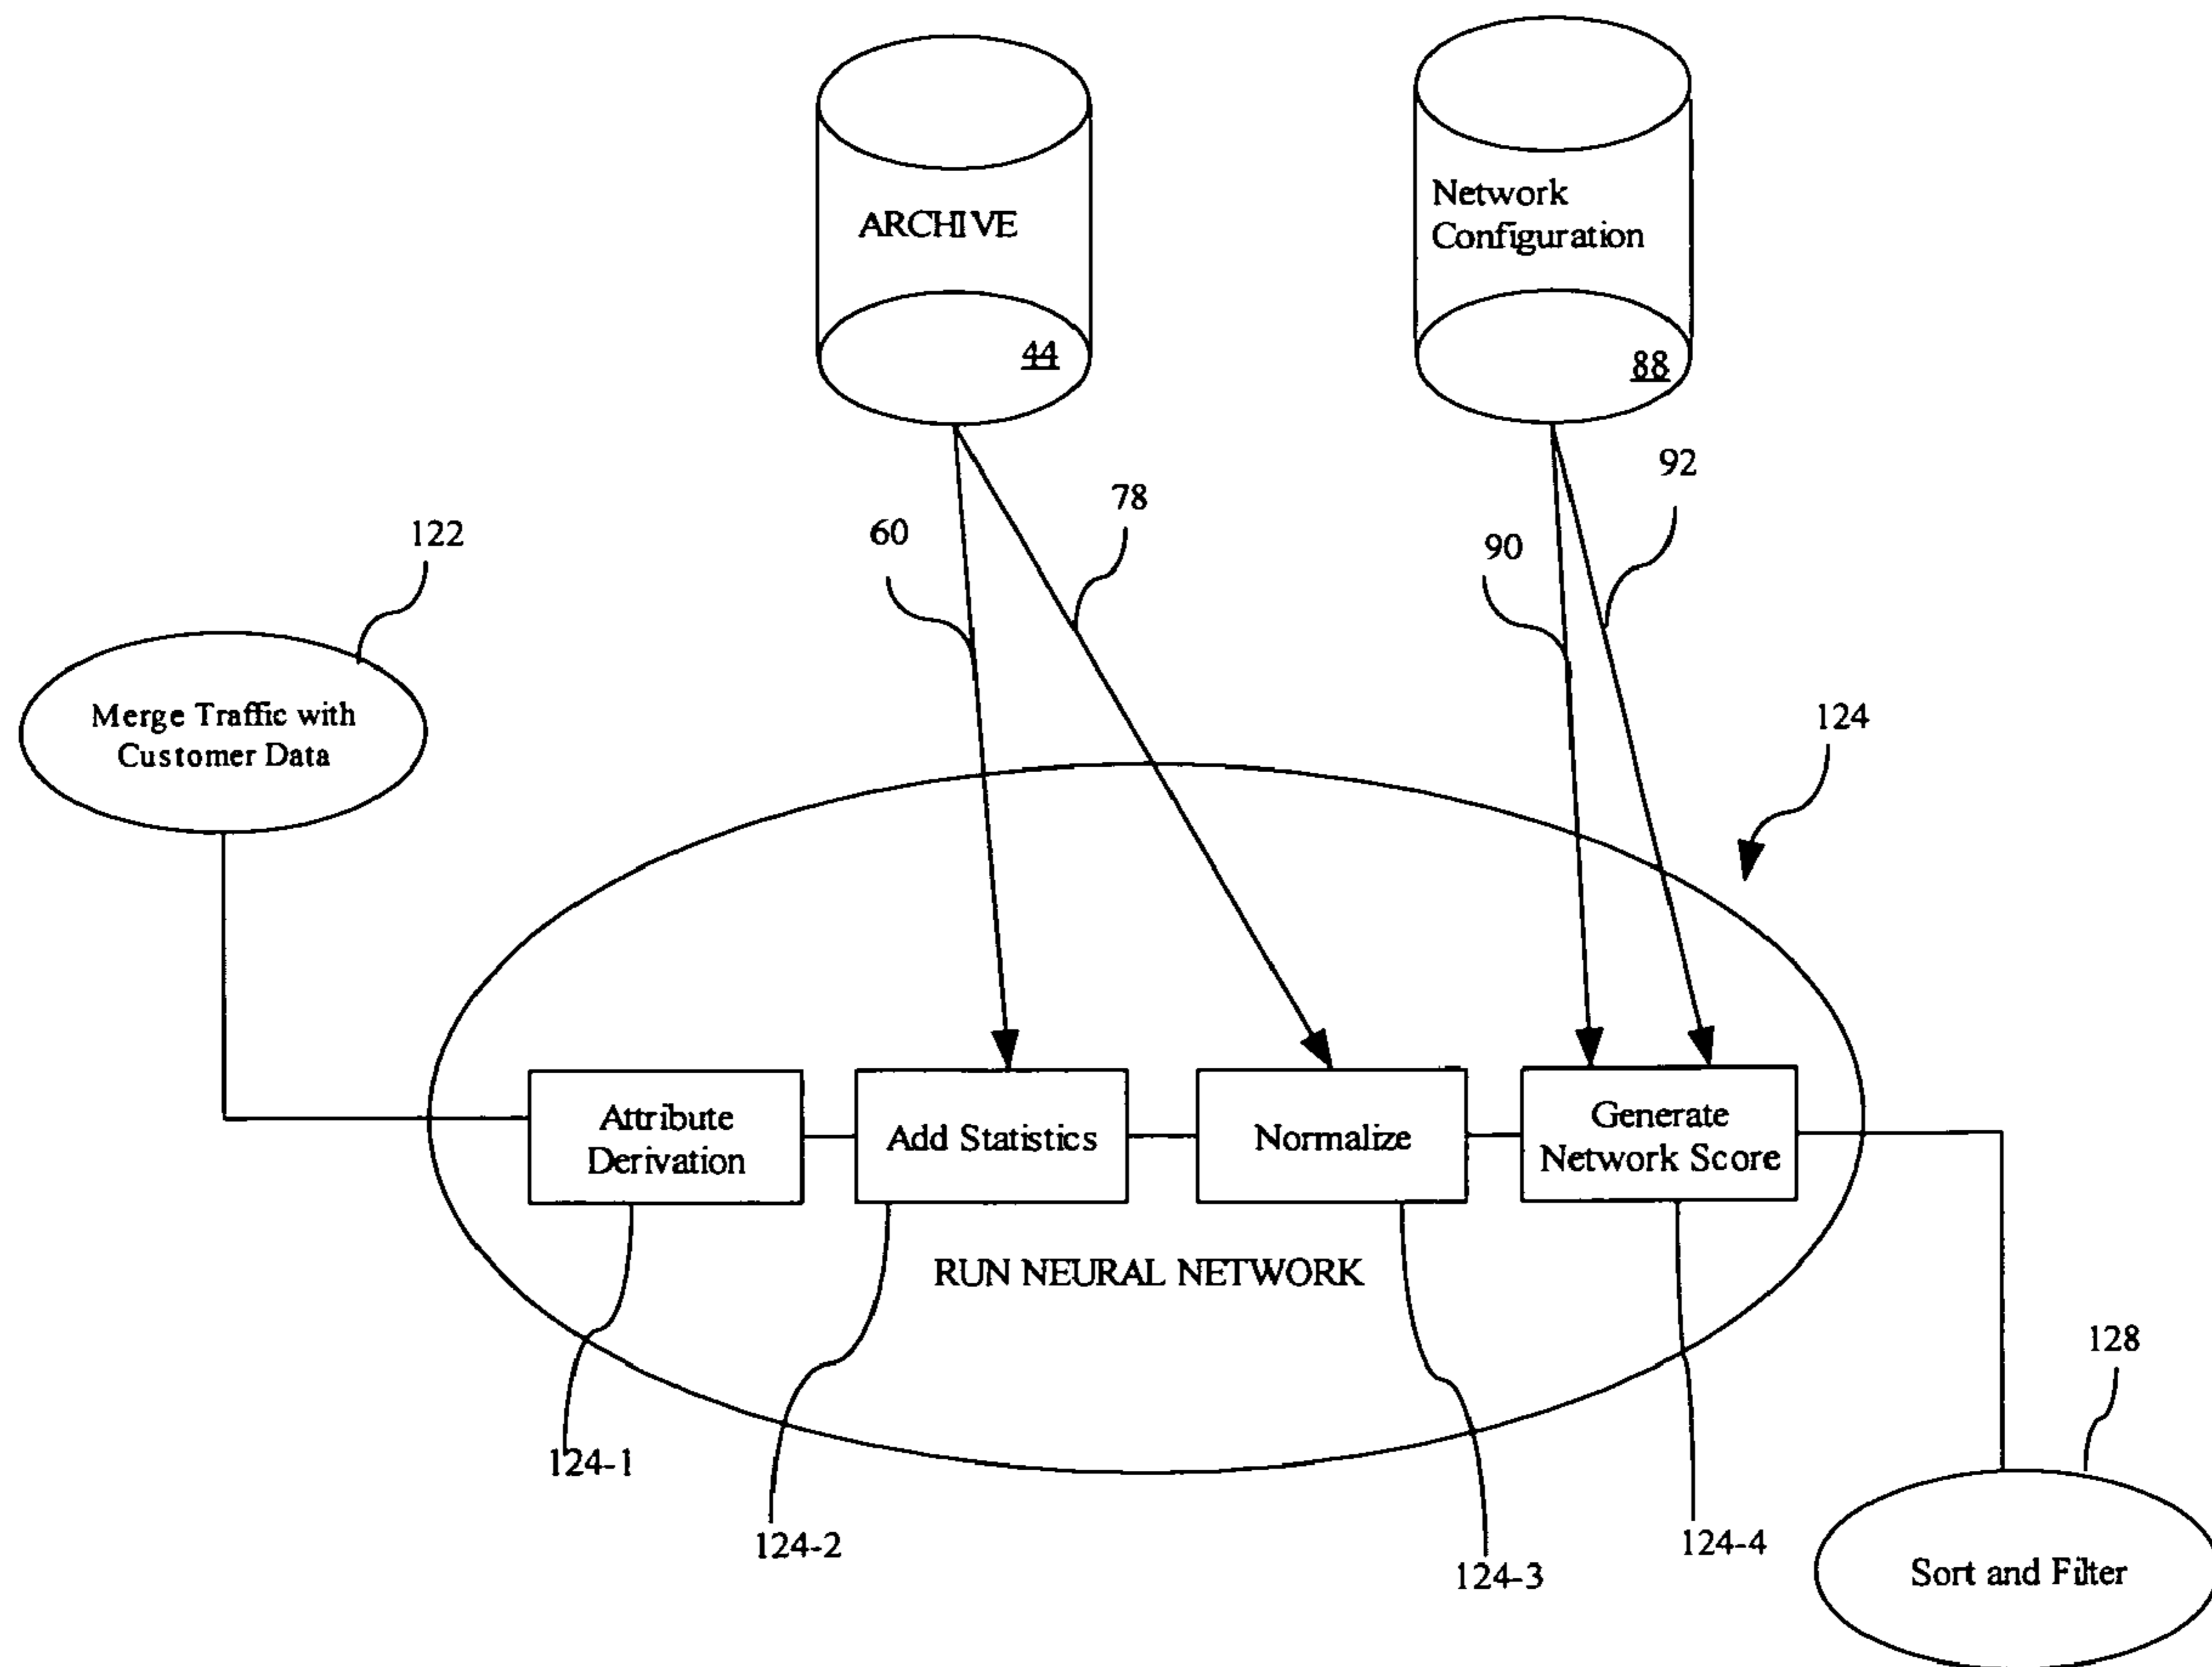 ARCHIVE
44
Network
Configuration
88
92
78
60
90
122
124
Merge Traffic with
Customer Data
Attribute
Derivation
Add Statistics
Normalize
Generate
Network Score
RUN NEURAL NETWORK
128
124-1
124-2
124-3
124-4
Sort and Filter